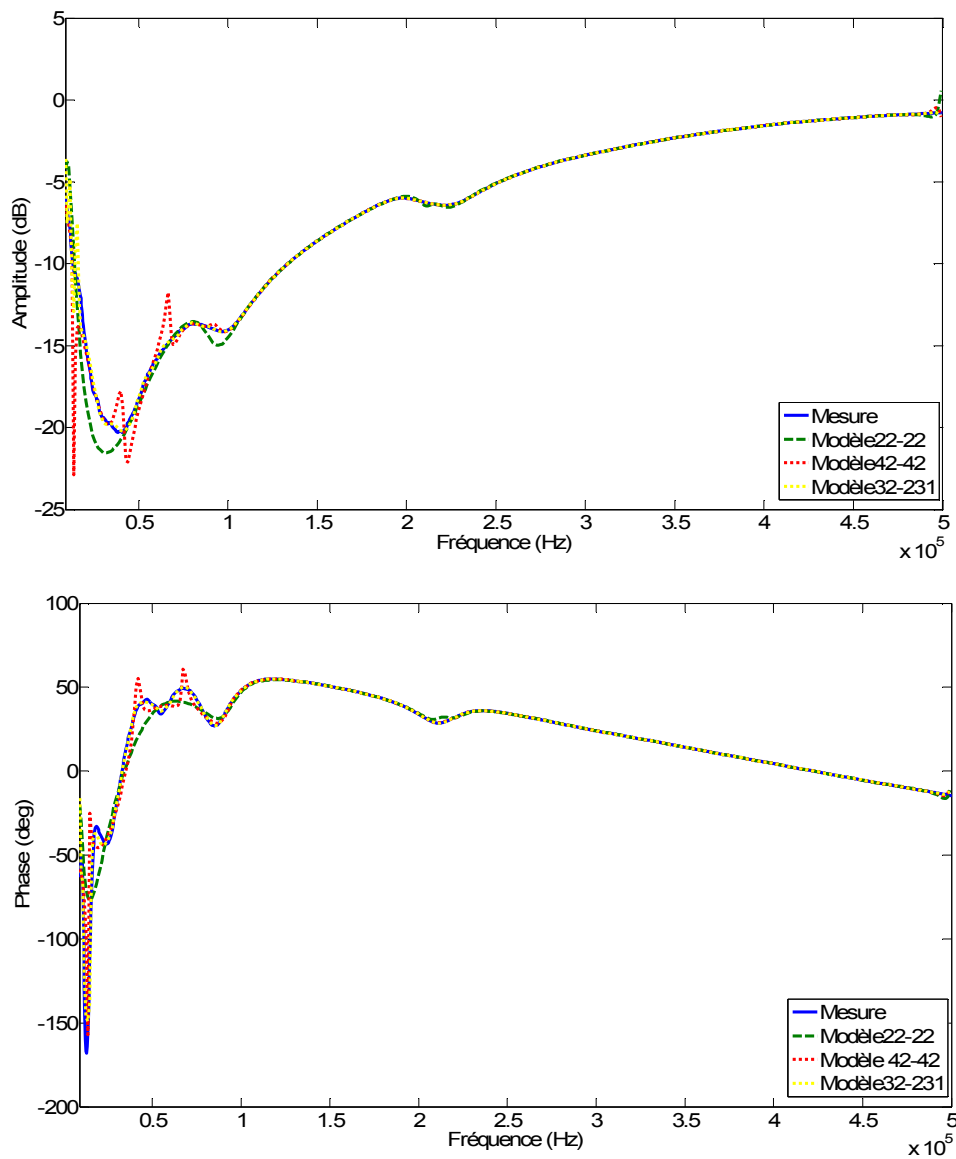 5
0
-5
-10
-15
-20
-25
Amplitude (dB)
Mesure
Modèle22-22
Modèle42-42
Modèle32-231
0.5
1
1.5
2
2.5
3
3.5
4
4.5
5
Fréquence (Hz)
x 10^5
100
50
0
-50
-100
-150
-200
Phase (deg)
Mesure
Modèle22-22
Modèle 42-42
Modèle32-231
0.5
1
1.5
2
2.5
3
3.5
4
4.5
5
Fréquence (Hz)
x 10^5